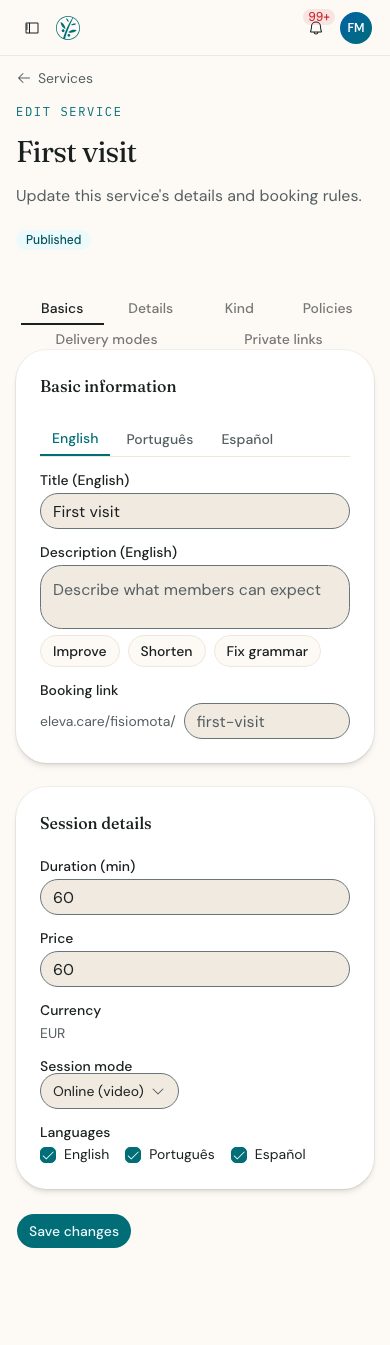 99+
FM
Services
EDIT SERVICE
First visit
Update this service's details and booking rules.
Published
Basics Details Kind Policies
Delivery modes Private links
Basic information
English Português Español
Title (English)
First visit
Description (English)
Describe what members can expect
Improve Shorten Fix grammar
Booking link
eleva.care/fisiomota/ first-visit
Session details
Duration (min)
60
Price
60
Currency
EUR
Session mode
Online (video)
Languages
English Português Español
Save changes